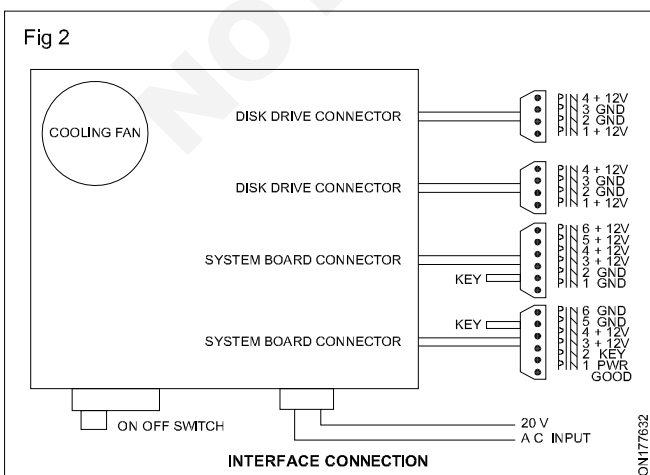 Fig 2
COOLING FAN
DISK DRIVE CONNECTOR
PIN 4 + 12V
PIN 3 GND
PIN 2 GND
PIN 1 + 12V
DISK DRIVE CONNECTOR
PIN 4 + 12V
PIN 3 GND
PIN 2 GND
PIN 1 + 12V
SYSTEM BOARD CONNECTOR
KEY
PIN 6 + 12V
PIN 5 + 12V
PIN 4 + 12V
PIN 3 + 12V
PIN 2 GND
PIN 1 GND
SYSTEM BOARD CONNECTOR
KEY
PIN 6 GND
PIN 5 GND
PIN 4 + 12V
PIN 3 + 12V
PIN 2 KEY
PIN 1 PWR
GOOD
ON OFF SWITCH
20 V
A C INPUT
INTERFACE CONNECTION